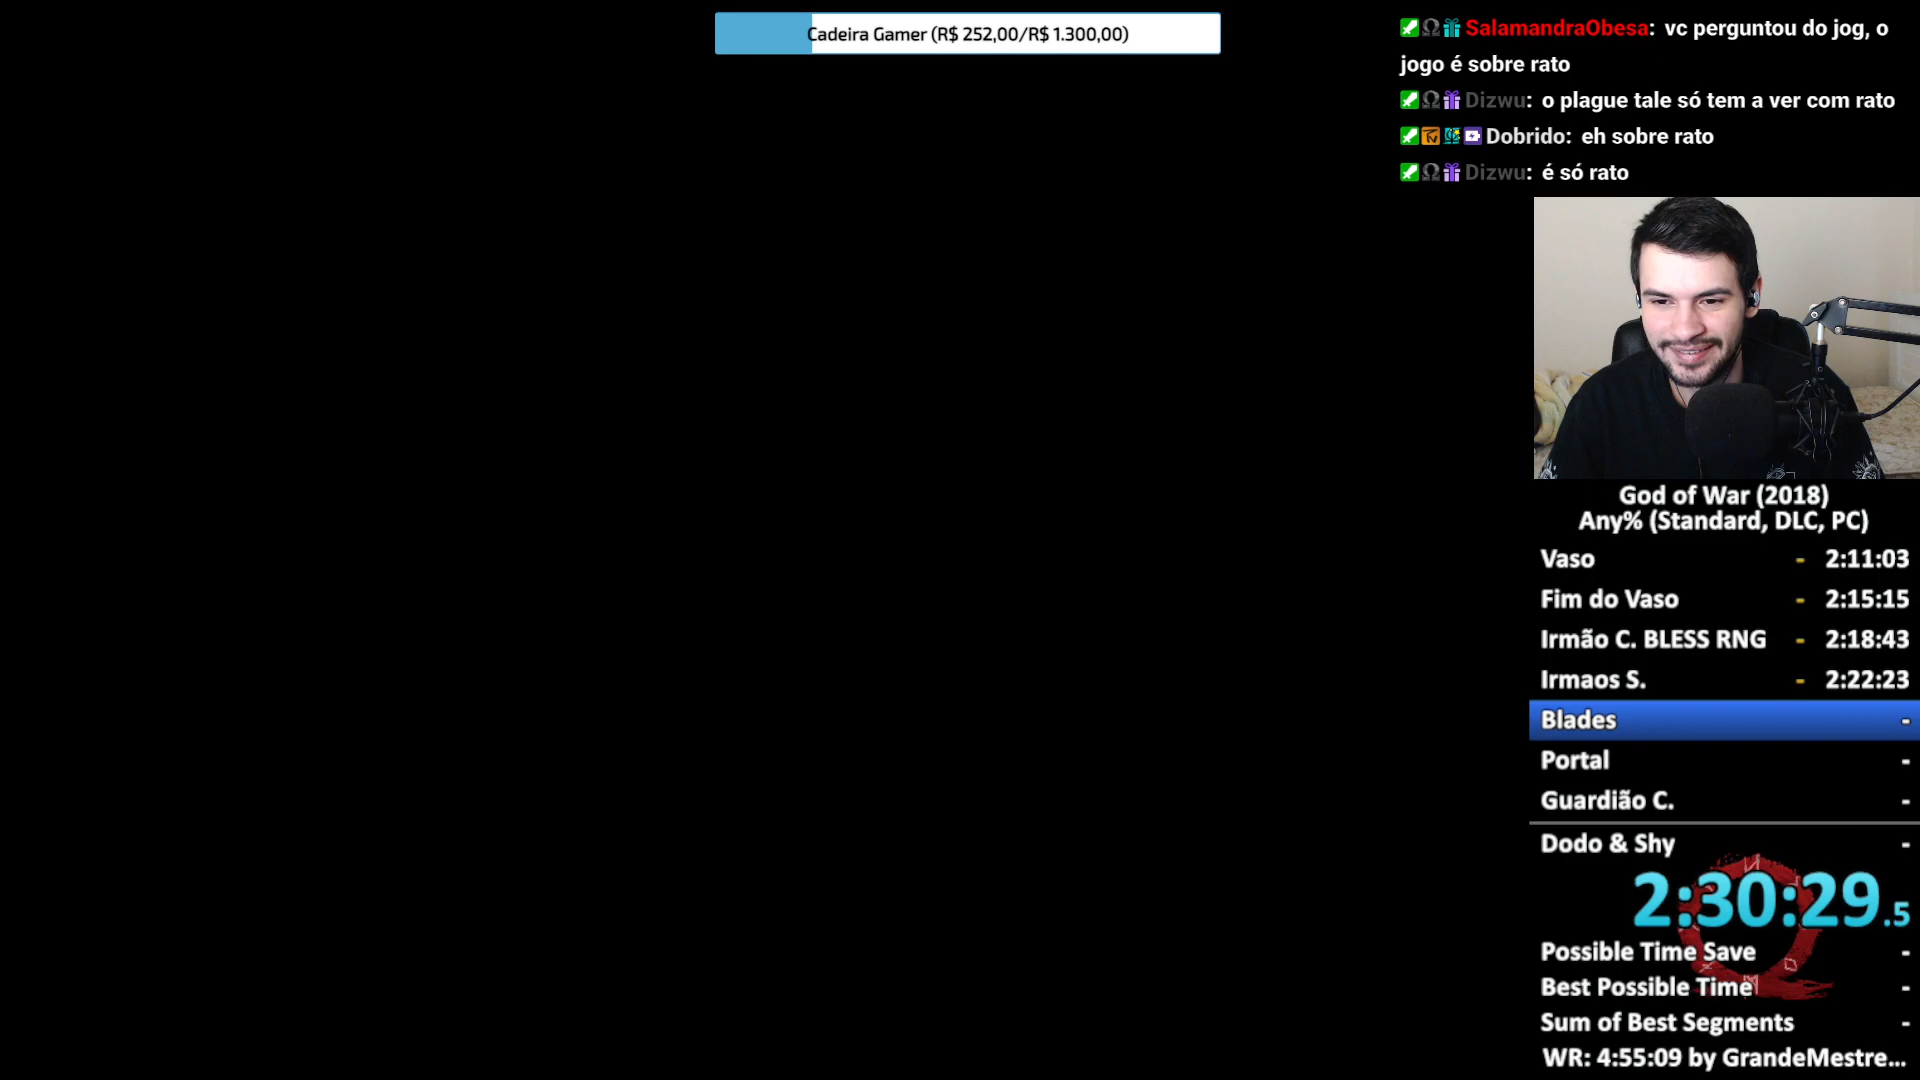 Cadeira Gamer (R$ 252,00/R$ 1.300,00)
SalamandraObesa: vc perguntou do jog, o
jogo é sobre rato
Dizwu: o plague tale só tem a ver com rato
Dobrido: eh sobre rato
Dizwu: é só rato
God of War (2018)
Any% (Standard, DLC, PC)
Vaso - 2:11:03
Fim do Vaso - 2:15:15
Irmão C. BLESS RNG - 2:18:43
Irmaos S. - 2:22:23
Blades -
Portal -
Guardião C. -
Dodo & Shy -
2:30:29.5
Possible Time Save -
Best Possible Time -
Sum of Best Segments -
WR: 4:55:09 by GrandeMestre...